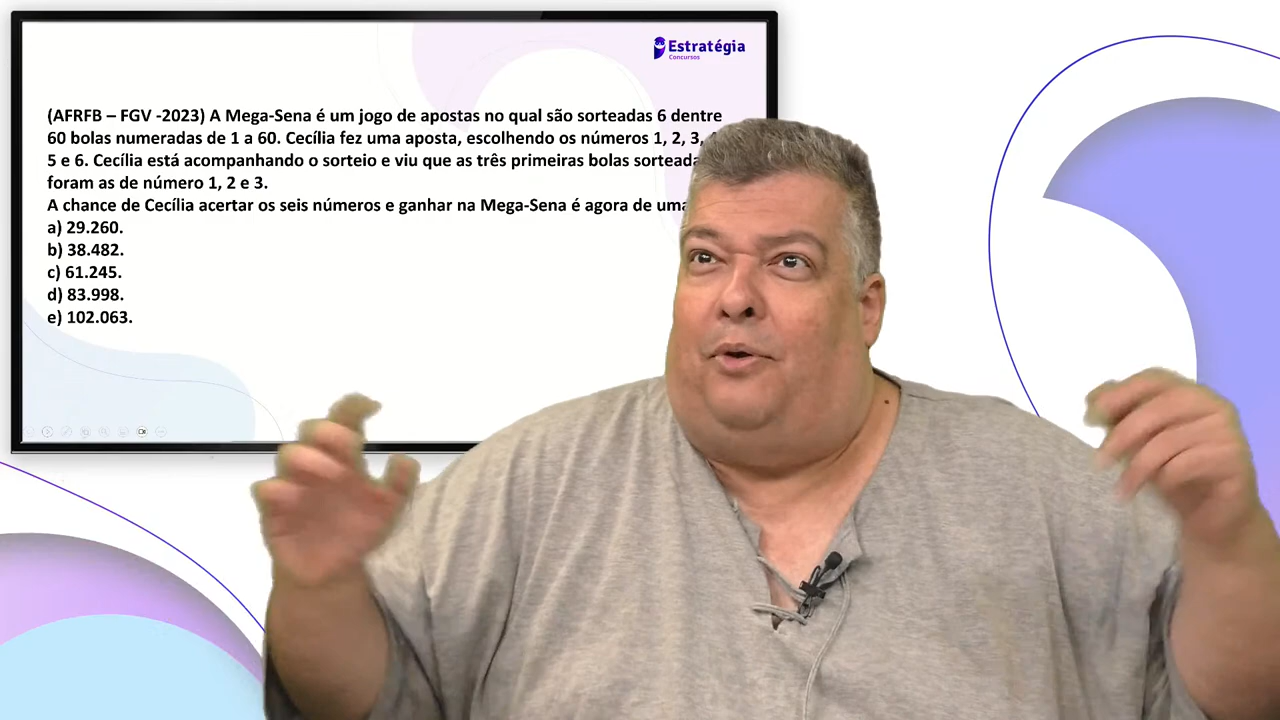 Estratégia
Concursos
(AFRFB – FGV -2023) A Mega-Sena é um jogo de apostas no qual são sorteadas 6 dentre
60 bolas numeradas de 1 a 60. Cecília fez uma aposta, escolhendo os números 1, 2, 3,
5 e 6. Cecília está acompanhando o sorteio e viu que as três primeiras bolas
foram as de número 1, 2 e 3.
A chance de Cecília acertar os seis números e ganhar na Mega-Sena é agora de
a) 29.260.
b) 38.482.
c) 61.245.
d) 83.998.
e) 102.063.